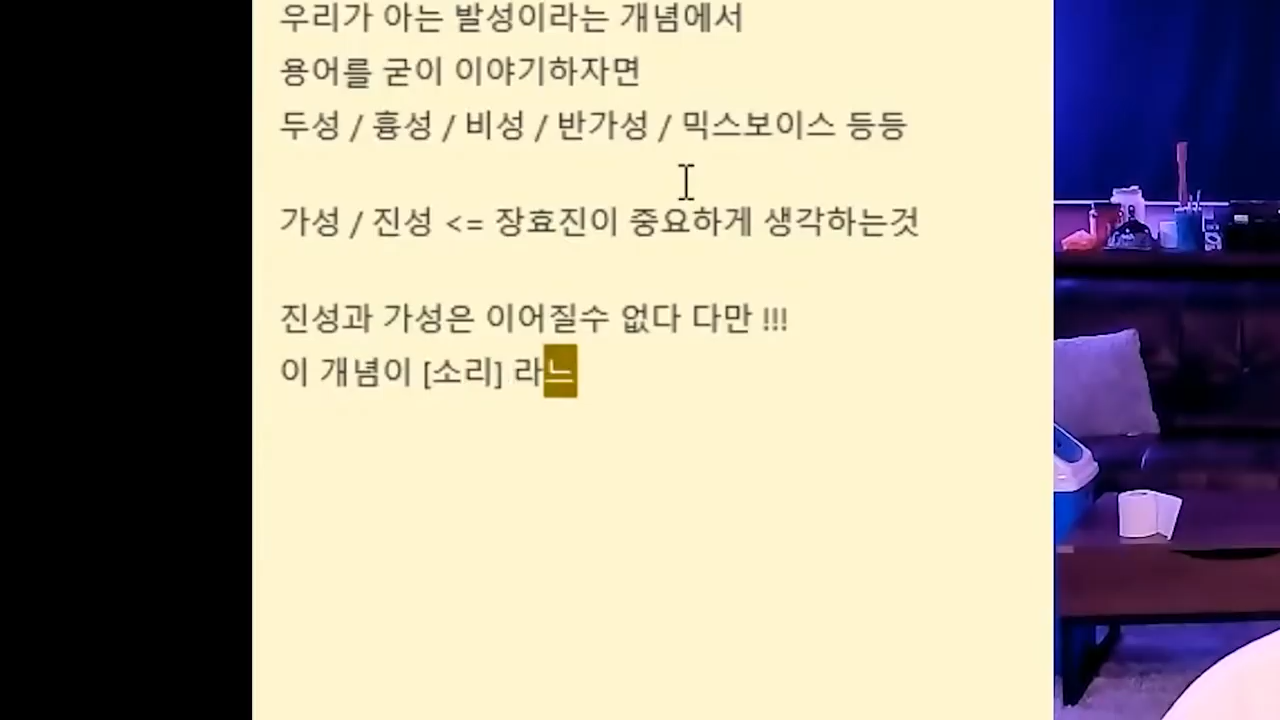 우리가 아는 발성이라는 개념에서
용어를 굳이 이야기하자면
두성 / 흉성 / 비성 / 반가성 / 믹스보이스 등등
가성 / 진성 <= 장효진이 중요하게 생각하는것
진성과 가성은 이어질수 없다 다만 !!!
이 개념이 [소리] 라느